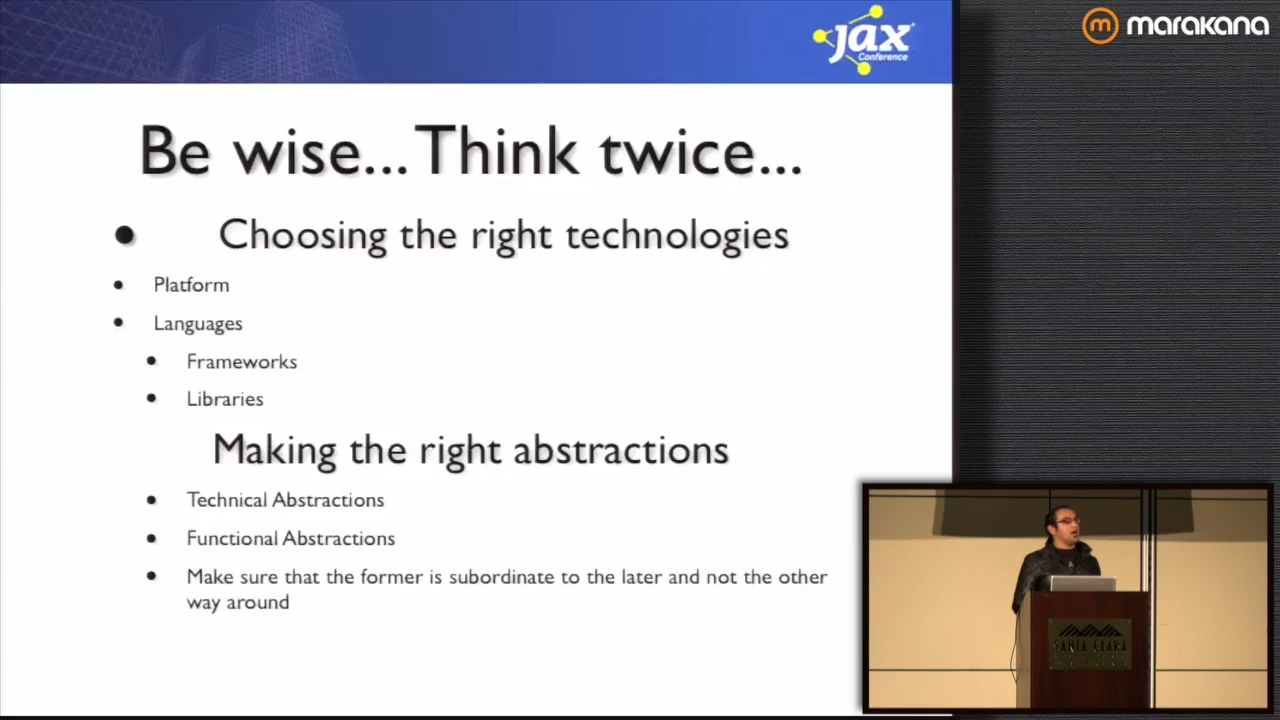 jax
Conference
marakana
Be wise... Think twice...
• Choosing the right technologies
• Platform
• Languages
• Frameworks
• Libraries
Making the right abstractions
• Technical Abstractions
• Functional Abstractions
• Make sure that the former is subordinate to the later and not the other
way around
SANTA CLARA